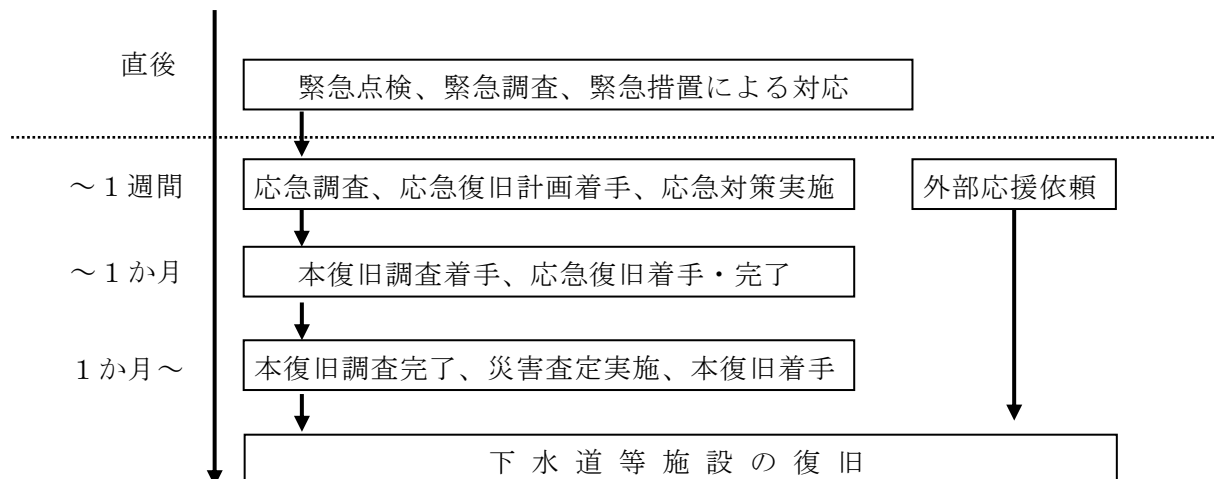 直後
緊急点検、緊急調査、緊急措置による対応
～１週間
応急調査、応急復旧計画着手、応急対策実施
外部応援依頼
～１か月
本復旧調査着手、応急復旧着手・完了
１か月～
本復旧調査完了、災害査定実施、本復旧着手
下水道等施設の復旧